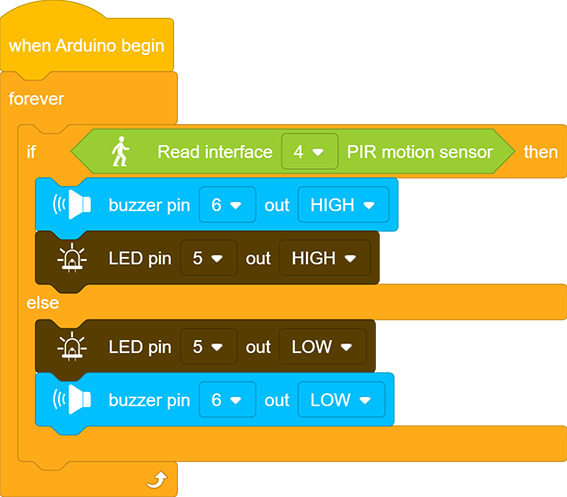 when Arduino begin
forever
if Read interface 4 PIR motion sensor then
buzzer pin 6 out HIGH
LED pin 5 out HIGH
else
LED pin 5 out LOW
buzzer pin 6 out LOW